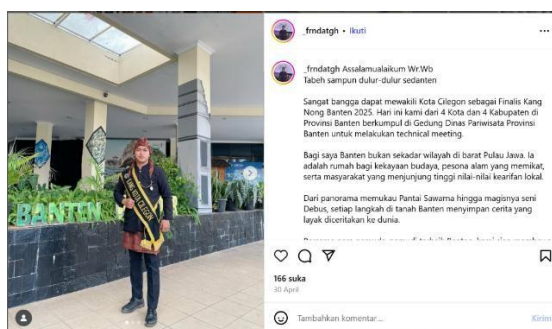 _frndatgh • Ikuti
_frndatgh Assalamualaikum Wr.Wb
Tabeh sampun dulur-dulur sedanten
Sangat bangga dapat mewakili Kota Cilegon sebagai Finalis Kang
Nong Banten 2025. Hari ini kami dari 4 Kota dan 4 Kabupaten di
Provinsi Banten berkumpul di Gedung Dinas Pariwisata Provinsi
Banten untuk melakukan technical meeting.
Bagi saya Banten bukan sekadar wilayah di barat Pulau Jawa. Ia
adalah rumah bagi kekayaan budaya, pesona alam yang memikat,
serta masyarakat yang menjunjung tinggi nilai-nilai kearifan lokal.
Dari panorama memukau Pantai Sawarna hingga magisnya seni
Debus, setiap langkah di tanah Banten menyimpan cerita yang
layak diceritakan ke dunia.
166 suka
30 April
Tambahkan komentar...
Kirim
BANTEN
KANG KOTA CILEGON